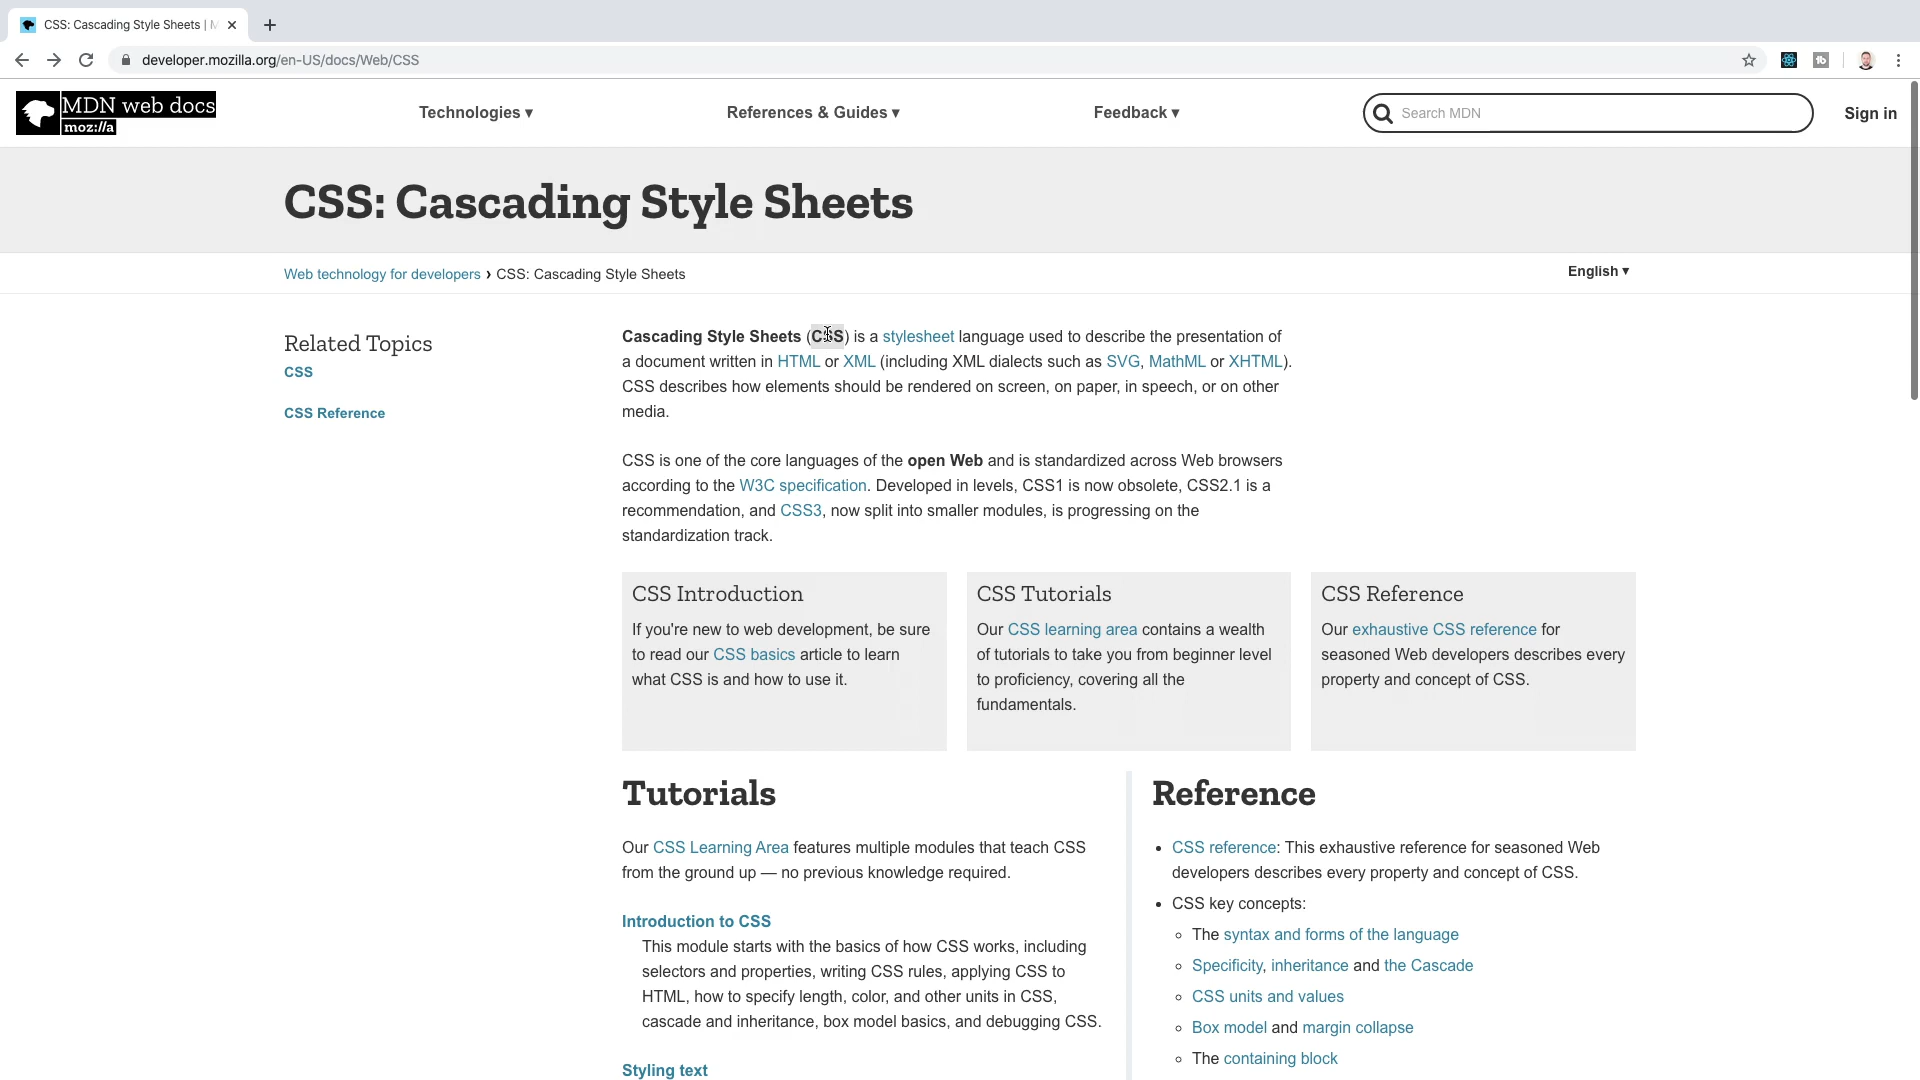 CSS: Cascading Style Sheets | M
developer.mozilla.org/en-US/docs/Web/CSS
MDN web docs
moz://a
Technologies ▾
References & Guides ▾
Feedback ▾
Search MDN
Sign in
CSS: Cascading Style Sheets
Web technology for developers › CSS: Cascading Style Sheets
English ▾
Related Topics
CSS
CSS Reference
Cascading Style Sheets (CSS) is a stylesheet language used to describe the presentation of
a document written in HTML or XML (including XML dialects such as SVG, MathML or XHTML).
CSS describes how elements should be rendered on screen, on paper, in speech, or on other
media.
CSS is one of the core languages of the open Web and is standardized across Web browsers
according to the W3C specification. Developed in levels, CSS1 is now obsolete, CSS2.1 is a
recommendation, and CSS3, now split into smaller modules, is progressing on the
standardization track.
CSS Introduction
If you're new to web development, be sure
to read our CSS basics article to learn
what CSS is and how to use it.
CSS Tutorials
Our CSS learning area contains a wealth
of tutorials to take you from beginner level
to proficiency, covering all the
fundamentals.
CSS Reference
Our exhaustive CSS reference for
seasoned Web developers describes every
property and concept of CSS.
Tutorials
Our CSS Learning Area features multiple modules that teach CSS
from the ground up — no previous knowledge required.
Introduction to CSS
This module starts with the basics of how CSS works, including
selectors and properties, writing CSS rules, applying CSS to
HTML, how to specify length, color, and other units in CSS,
cascade and inheritance, box model basics, and debugging CSS.
Styling text
Reference
• CSS reference: This exhaustive reference for seasoned Web
developers describes every property and concept of CSS.
• CSS key concepts:
◦ The syntax and forms of the language
◦ Specificity, inheritance and the Cascade
◦ CSS units and values
◦ Box model and margin collapse
◦ The containing block